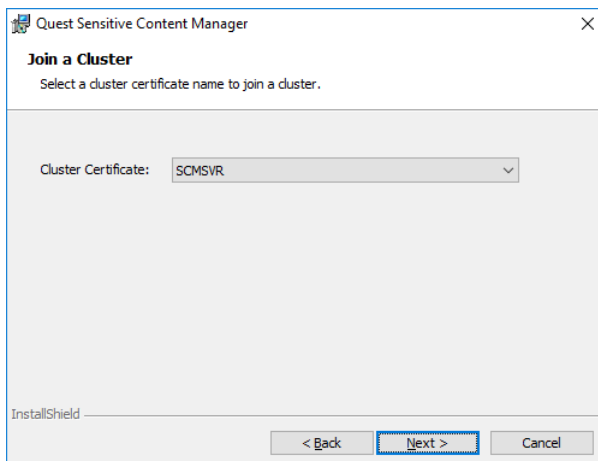 Quest Sensitive Content Manager
Join a Cluster
Select a cluster certificate name to join a cluster.
Cluster Certificate: SCMSVR
InstallShield
< Back Next > Cancel